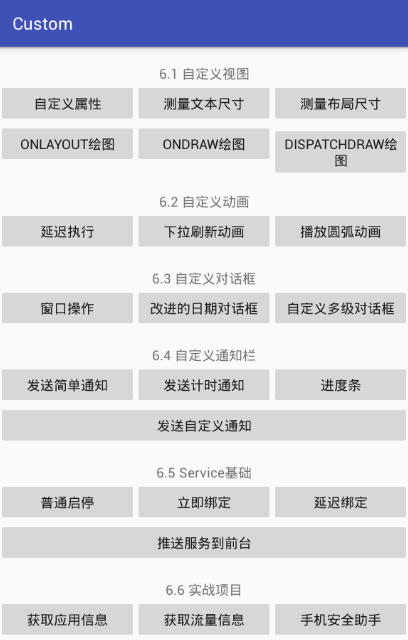 Custom
6.1 自定义视图
自定义属性 测量文本尺寸 测量布局尺寸
ONLAYOUT绘图 ONDRAW绘图 DISPATCHDRAW绘
图
6.2 自定义动画
延迟执行 下拉刷新动画 播放圆弧动画
6.3 自定义对话框
窗口操作 改进的日期对话框 自定义多级对话框
6.4 自定义通知栏
发送简单通知 发送计时通知 进度条
发送自定义通知
6.5 Service基础
普通启停 立即绑定 延迟绑定
推送服务到前台
6.6 实战项目
获取应用信息 获取流量信息 手机安全助手